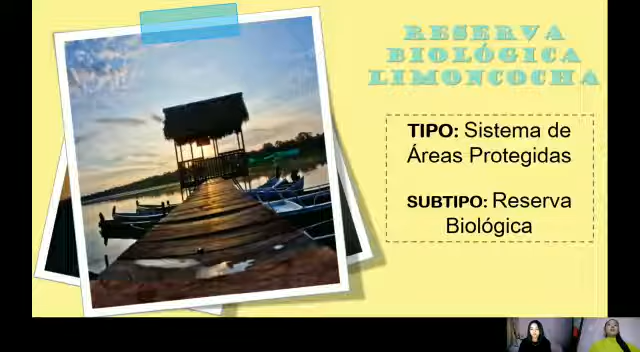 RESERVA
BIOLÓGICA
LIMONCOCHA
TIPO: Sistema de
Áreas Protegidas
SUBTIPO: Reserva
Biológica